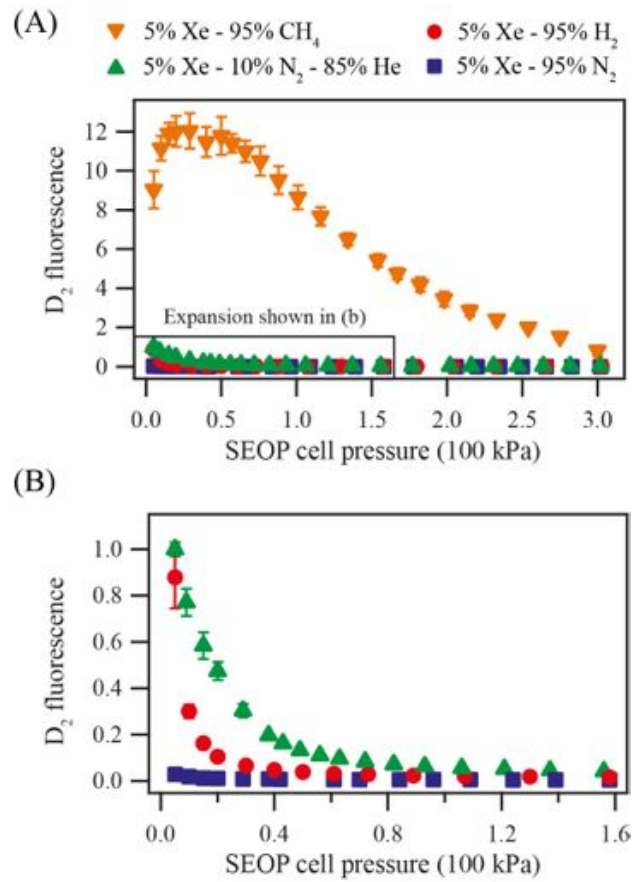 (A)
5% Xe - 95% CH₄ 5% Xe - 95% H₂
5% Xe - 10% N₂ - 85% He 5% Xe - 95% N₂
12
10
8
6
4
2
0
D₂ fluorescence
Expansion shown in (b)
0.0 0.5 1.0 1.5 2.0 2.5 3.0
SEOP cell pressure (100 kPa)
(B)
1.0
0.8
0.6
0.4
0.2
0.0
D₂ fluorescence
0.0 0.4 0.8 1.2 1.6
SEOP cell pressure (100 kPa)